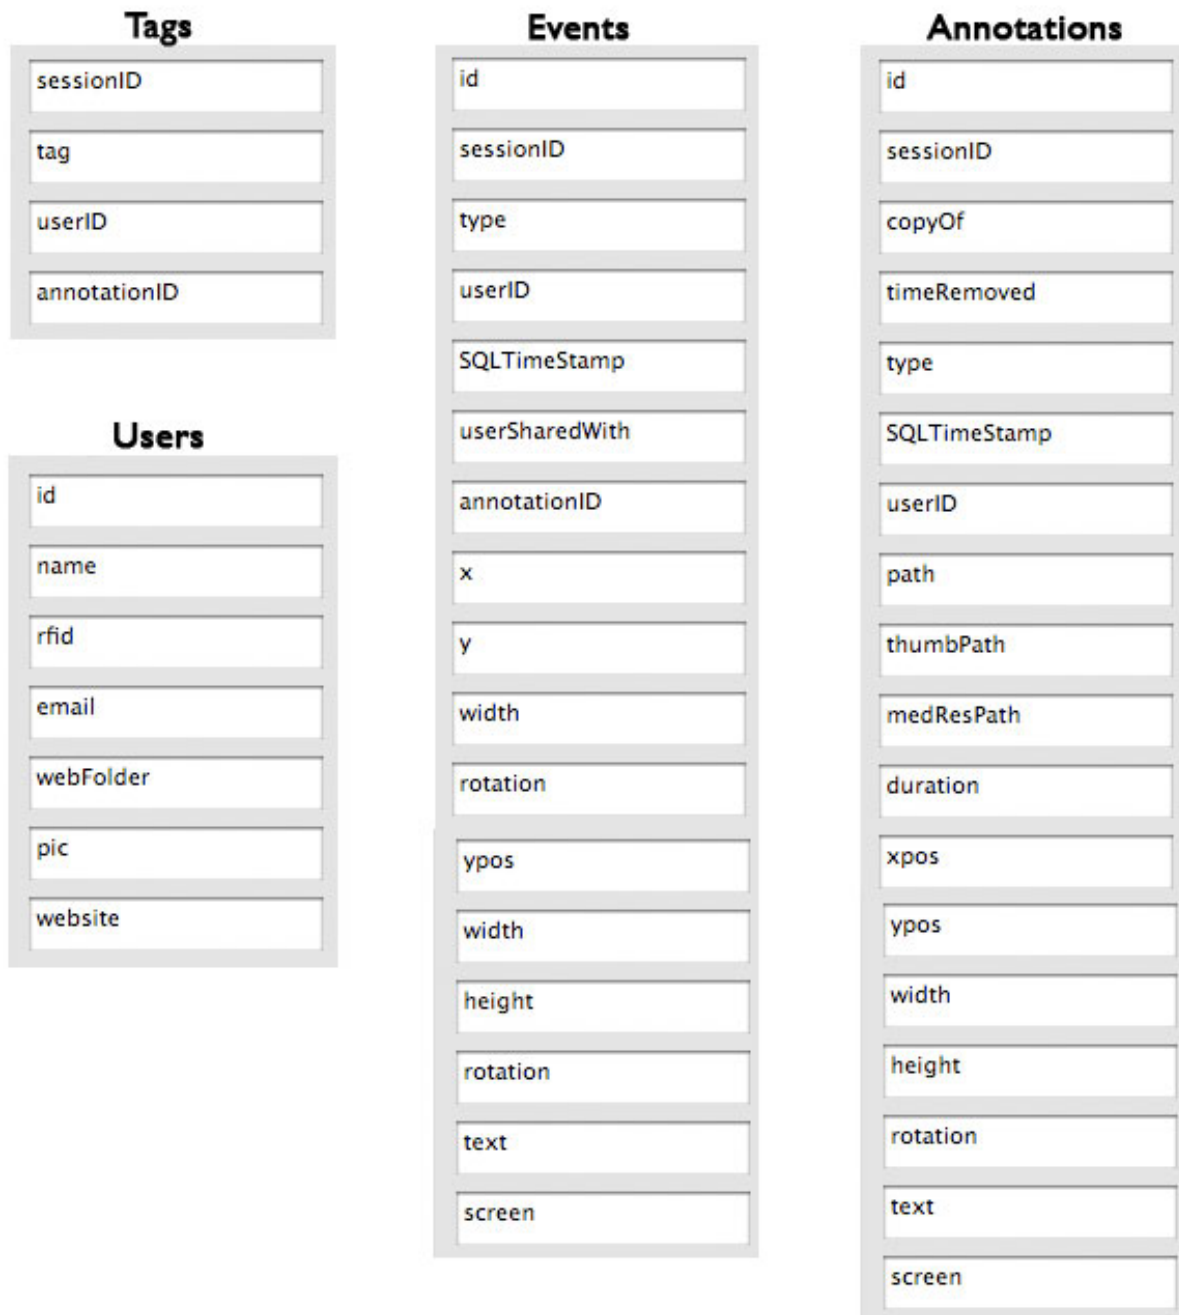 Tags
sessionID
tag
userID
annotationID
Users
id
name
rfid
email
webFolder
pic
website
Events
id
sessionID
type
userID
SQLTimeStamp
userSharedWith
annotationID
x
y
width
rotation
ypos
width
height
rotation
text
screen
Annotations
id
sessionID
copyOf
timeRemoved
type
SQLTimeStamp
userID
path
thumbPath
medResPath
duration
xpos
ypos
width
height
rotation
text
screen